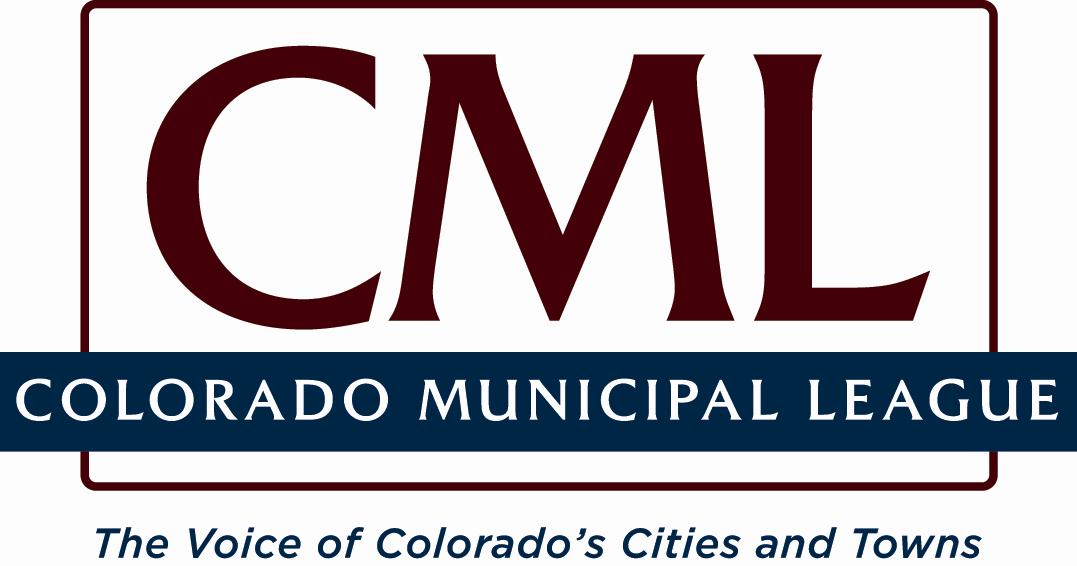 CML
COLORADO MUNICIPAL LEAGUE
The Voice of Colorado’s Cities and Towns